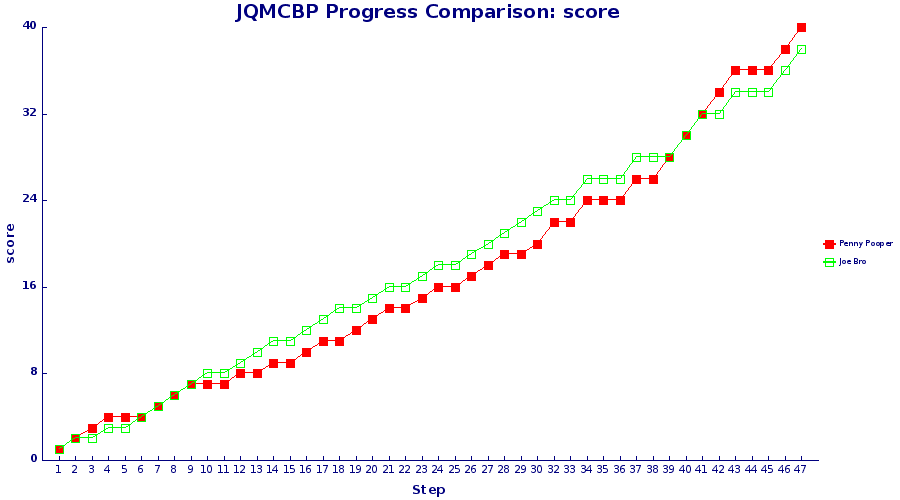 JQMCBP Progress Comparison: score
40
32
24
16
8
0
score
1 2 3 4 5 6 7 8 9 10 11 12 13 14 15 16 17 18 19 20 21 22 23 24 25 26 27 28 29 30 32 33 34 35 36 37 38 39 40 41 42 43 44 45 46 47
Step
Penny Pooper
Joe Bro